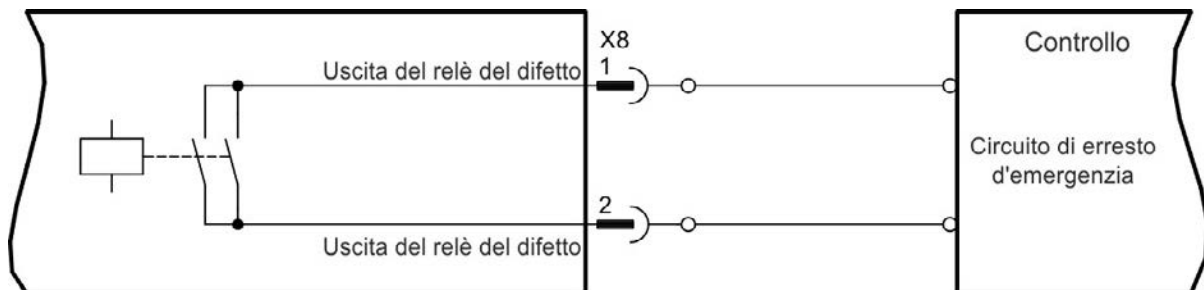 X8
Controllo
Uscita del relè del difetto
1
Circuito di erresto
d'emergenzia
2
Uscita del relè del difetto